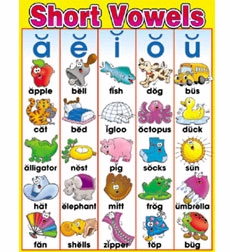 Short Vowels
ă ĕ ĭ ŏ ŭ
ăpple bĕll fĭsh dŏg bŭs
căt bĕd ĭgloo ŏctopus dŭck
ălligator nĕst pĭg sŏcks sŭn
hăt ĕlephant mĭtt frŏg ŭmbrella
făn shĕlls zĭpper tŏp bŭg